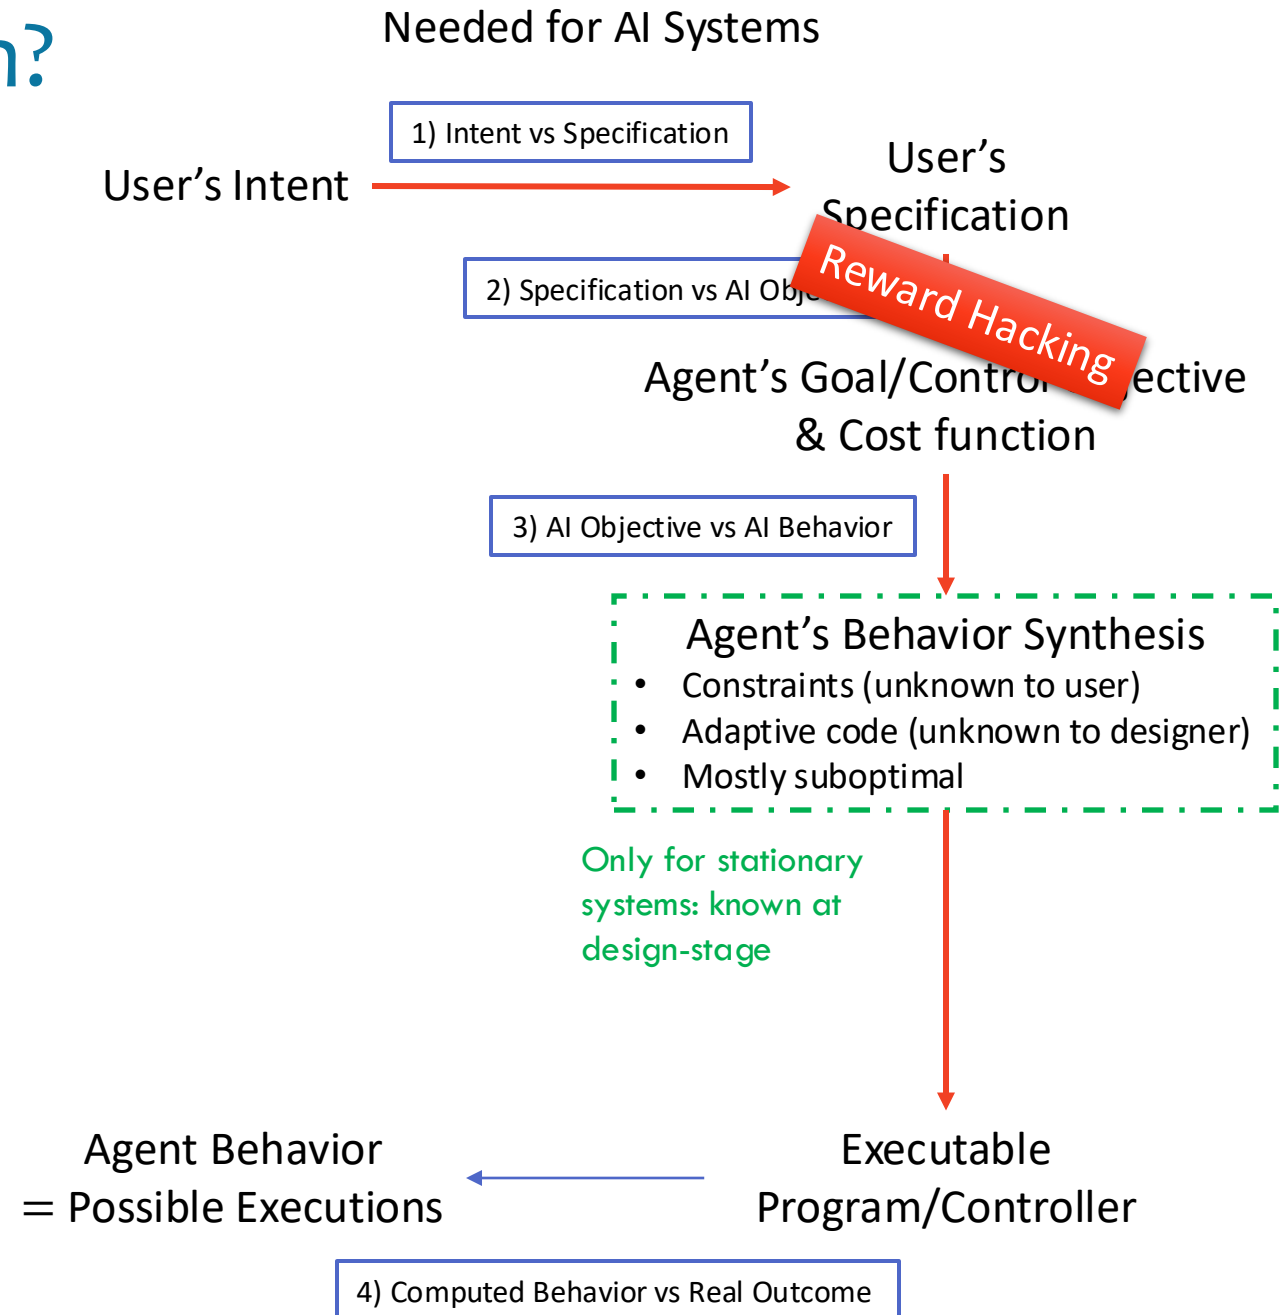 n?
Needed for AI Systems
1) Intent vs Specification
User's Intent
User's
Specification
Reward Hacking
2) Specification vs AI Obje
Agent's Goal/Contro ective
& Cost function
3) AI Objective vs AI Behavior
Agent's Behavior Synthesis
• Constraints (unknown to user)
• Adaptive code (unknown to designer)
• Mostly suboptimal
Only for stationary
systems: known at
design-stage
Agent Behavior
= Possible Executions
Executable
Program/Controller
4) Computed Behavior vs Real Outcome